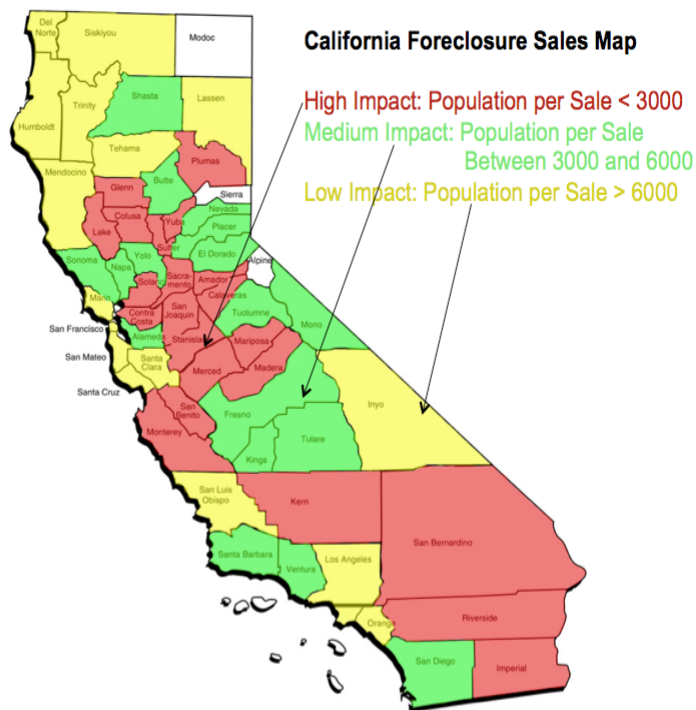 California Foreclosure Sales Map
High Impact: Population per Sale < 3000
Medium Impact: Population per Sale
Between 3000 and 6000
Low Impact: Population per Sale > 6000
Del
Norte
Siskiyou
Modoc
Shasta
Lassen
Trinity
Humboldt
Tehama
Plumas
Mendocino
Glenn
Butte
Sierra
Nevada
Colusa
Yuba
Placer
Lake
Sutter
El Dorado
Sonoma
Yolo
Napa
Alpine
Sacra-
mento
Solano
Amador
Calaveras
Marin
Contra
Costa
San
Joaquin
Tuolumne
Mono
San Francisco
Alameda
Stanislaus
Mariposa
San Mateo
Santa
Clara
Merced
Madera
Santa Cruz
San
Benito
Fresno
Inyo
Monterey
Tulare
Kings
San Luis
Obispo
Kern
San Bernardino
Santa Barbara
Ventura
Los Angeles
Orange
Riverside
San Diego
Imperial